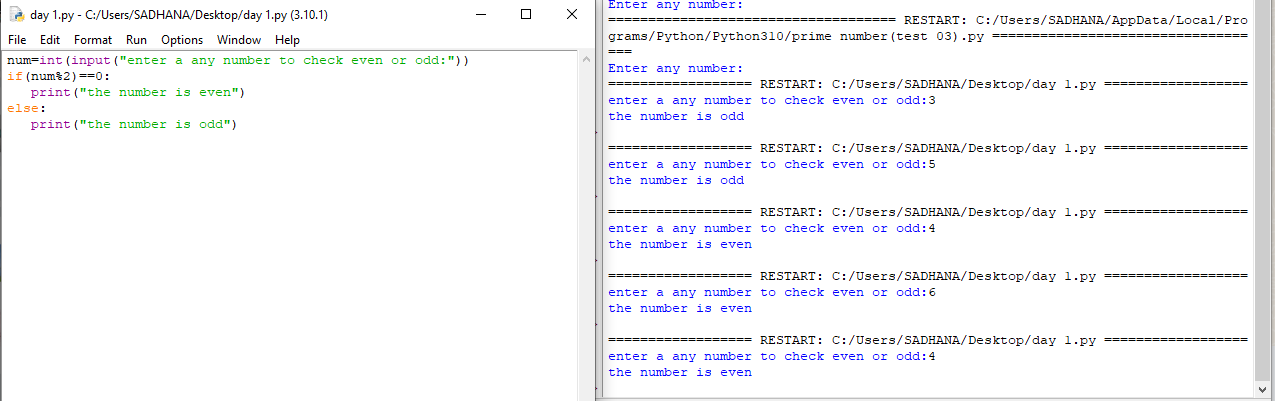 day 1.py - C:/Users/SADHANA/Desktop/day 1.py (3.10.1)
File Edit Format Run Options Window Help
num=int(input("enter a any number to check even or odd:"))
if(num%2)==0:
   print("the number is even")
else:
   print("the number is odd")
Enter any number:
==================================== RESTART: C:/Users/SADHANA/AppData/Local/Pro
grams/Python/Python310/prime number(test 03).py ================================
===
Enter any number:
================== RESTART: C:/Users/SADHANA/Desktop/day 1.py ==================
enter a any number to check even or odd:3
the number is odd
================== RESTART: C:/Users/SADHANA/Desktop/day 1.py ==================
enter a any number to check even or odd:5
the number is odd
================== RESTART: C:/Users/SADHANA/Desktop/day 1.py ==================
enter a any number to check even or odd:4
the number is even
================== RESTART: C:/Users/SADHANA/Desktop/day 1.py ==================
enter a any number to check even or odd:6
the number is even
================== RESTART: C:/Users/SADHANA/Desktop/day 1.py ==================
enter a any number to check even or odd:4
the number is even